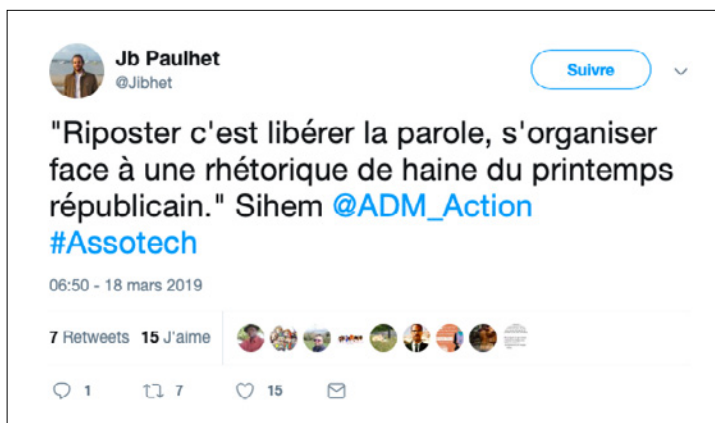 Jb Paulhet
@Jibhet
Suivre
"Riposter c'est libérer la parole, s'organiser
face à une rhétorique de haine du printemps
républicain." Sihem @ADM_Action
#Assotech
06:50 - 18 mars 2019
7 Retweets 15 J'aime
1 7 15